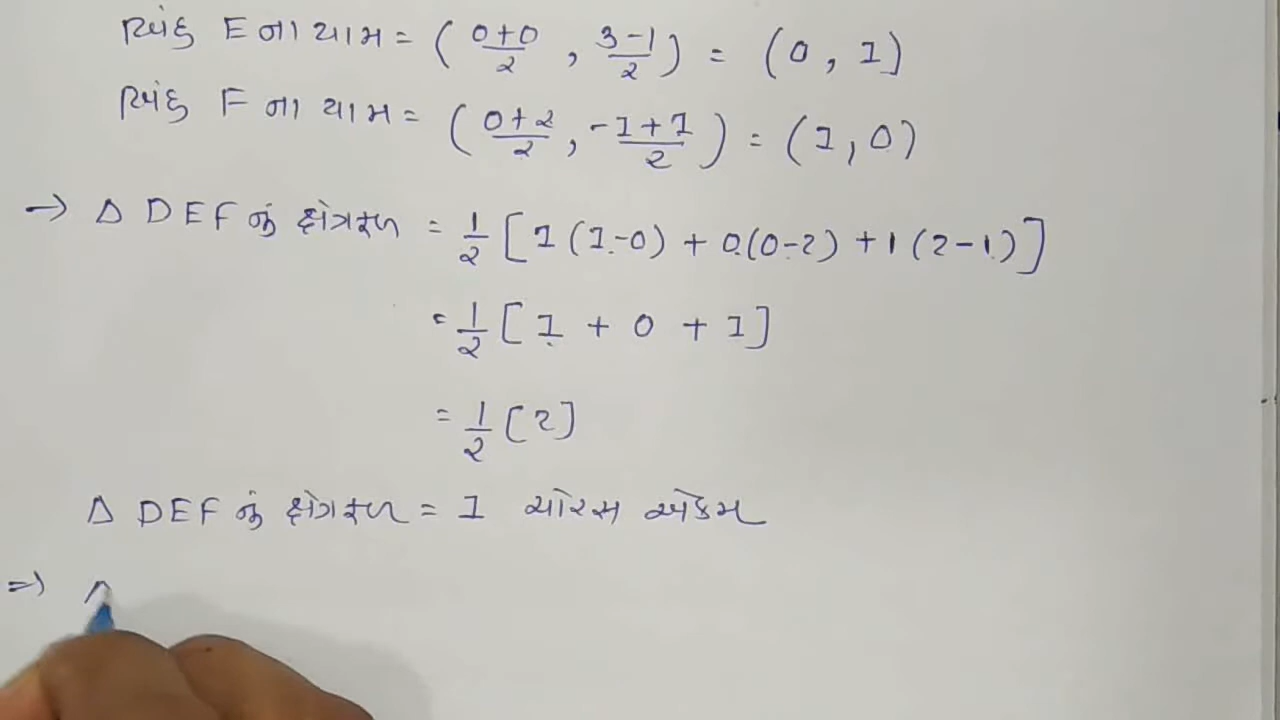 બિંદુ E ના યામ = ( 0+0/2 , 3-1/2 ) = (0, 1)
બિંદુ F ના યામ = ( 0+2/2 , -1+1/2 ) = (1, 0)
→ Δ DEF નું ક્ષેત્રફળ = 1/2 [ 1 (1-0) + 0(0-2) + 1 (2-1) ]
= 1/2 [ 1 + 0 + 1 ]
= 1/2 [2]
Δ DEF નું ક્ષેત્રફળ = 1 ચોરસ એકમ
⇒ Δ